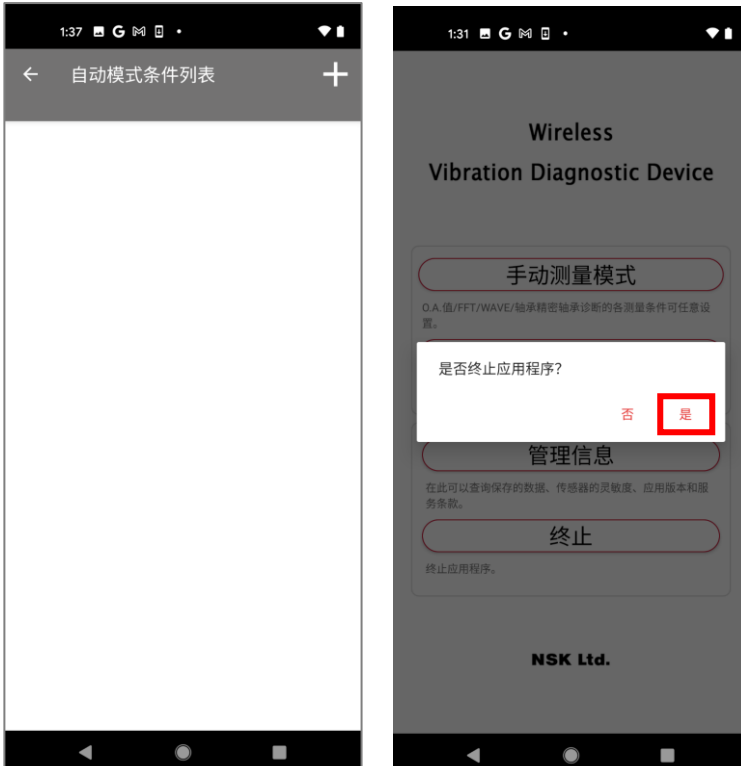 1:37 G
自动模式条件列表
1:31 G
Wireless
Vibration Diagnostic Device
手动测量模式
O.A.值/FFT/WAVE/轴承精密轴承诊断的各测量条件可任意设
置。
是否终止应用程序?
否 是
管理信息
在此可以查询保存的数据、传感器的灵敏度、应用版本和服
务条款。
终止
终止应用程序。
NSK Ltd.